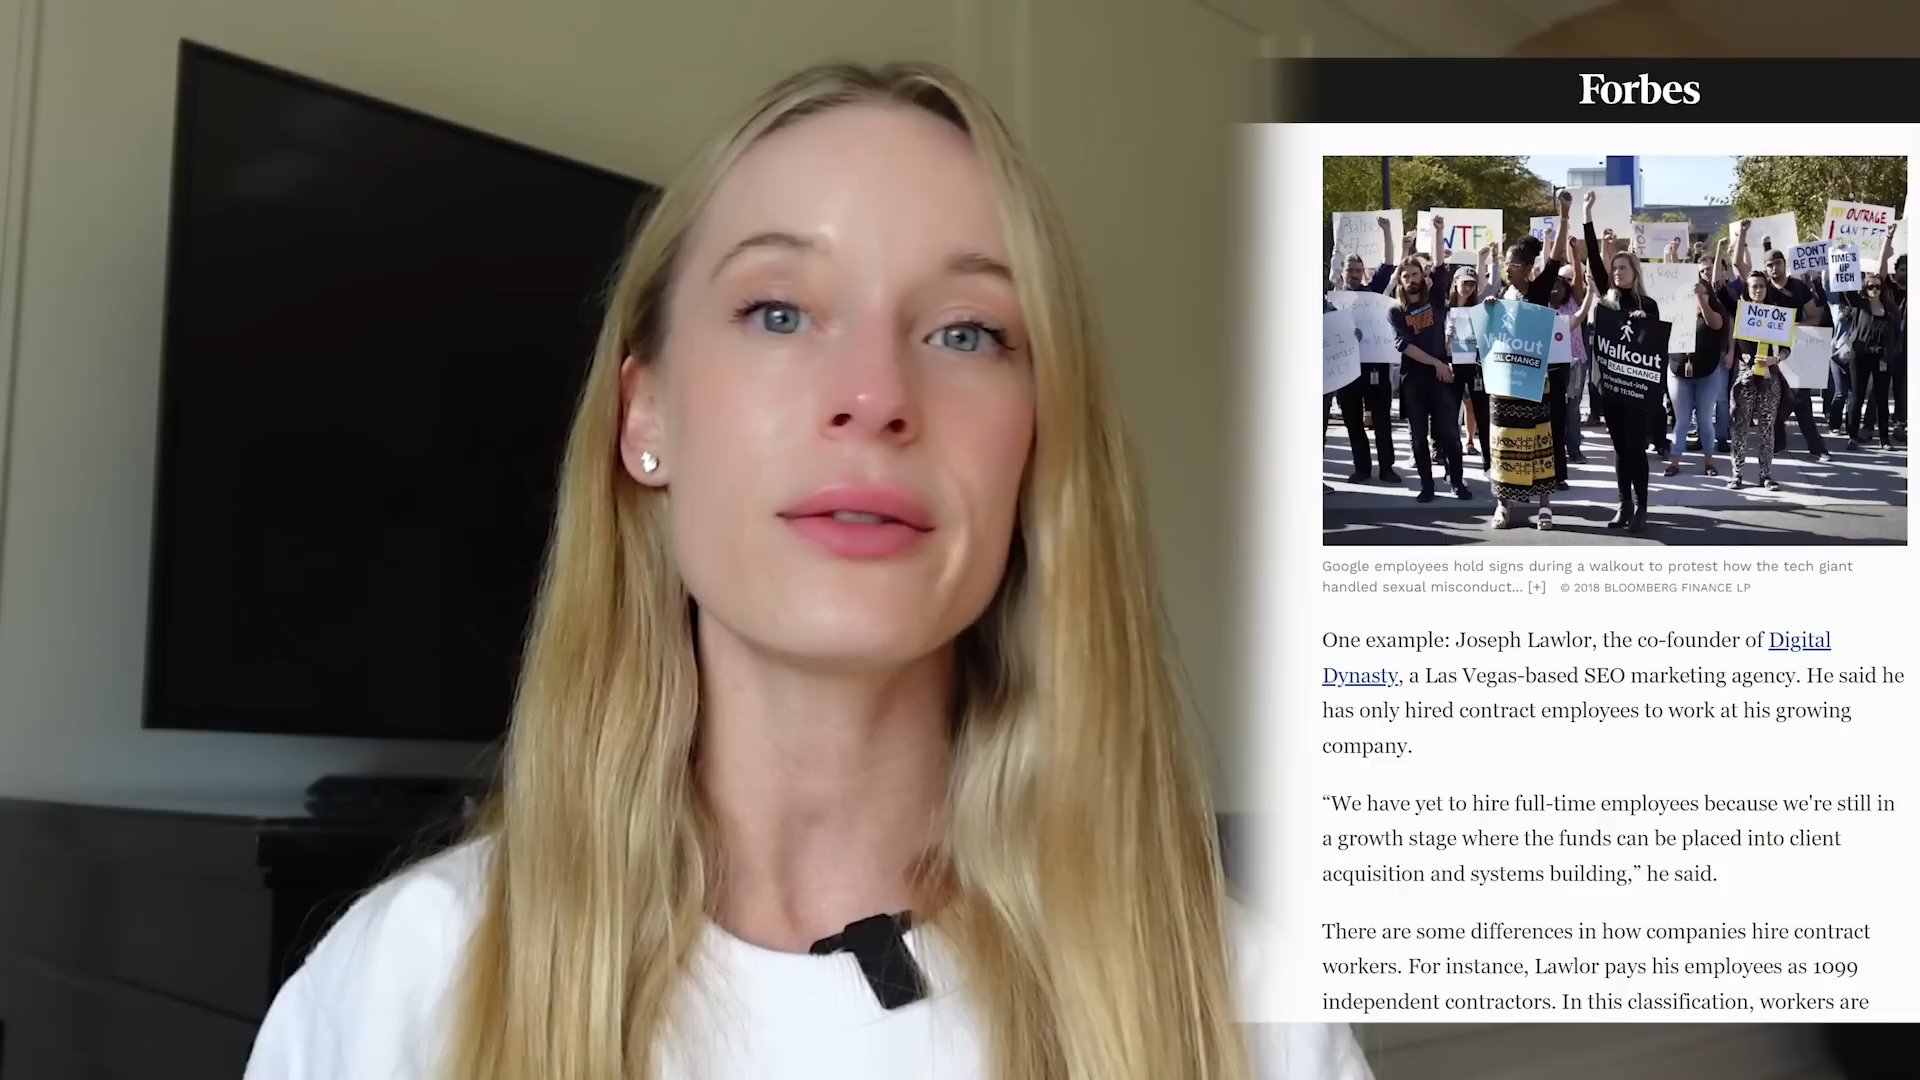 Forbes
WTF?
MY OUTRAGE
CAN'T FIT
DON'T
BE EVIL
TIME'S
UP
TECH
NOT OK
GOOGLE
Walkout
REAL CHANGE
Walkout
FOR REAL CHANGE
Google employees hold signs during a walkout to protest how the tech giant
handled sexual misconduct... [+] © 2018 BLOOMBERG FINANCE LP
One example: Joseph Lawlor, the co-founder of Digital
Dynasty, a Las Vegas-based SEO marketing agency. He said he
has only hired contract employees to work at his growing
company.
“We have yet to hire full-time employees because we're still in
a growth stage where the funds can be placed into client
acquisition and systems building,” he said.
There are some differences in how companies hire contract
workers. For instance, Lawlor pays his employees as 1099
independent contractors. In this classification, workers are